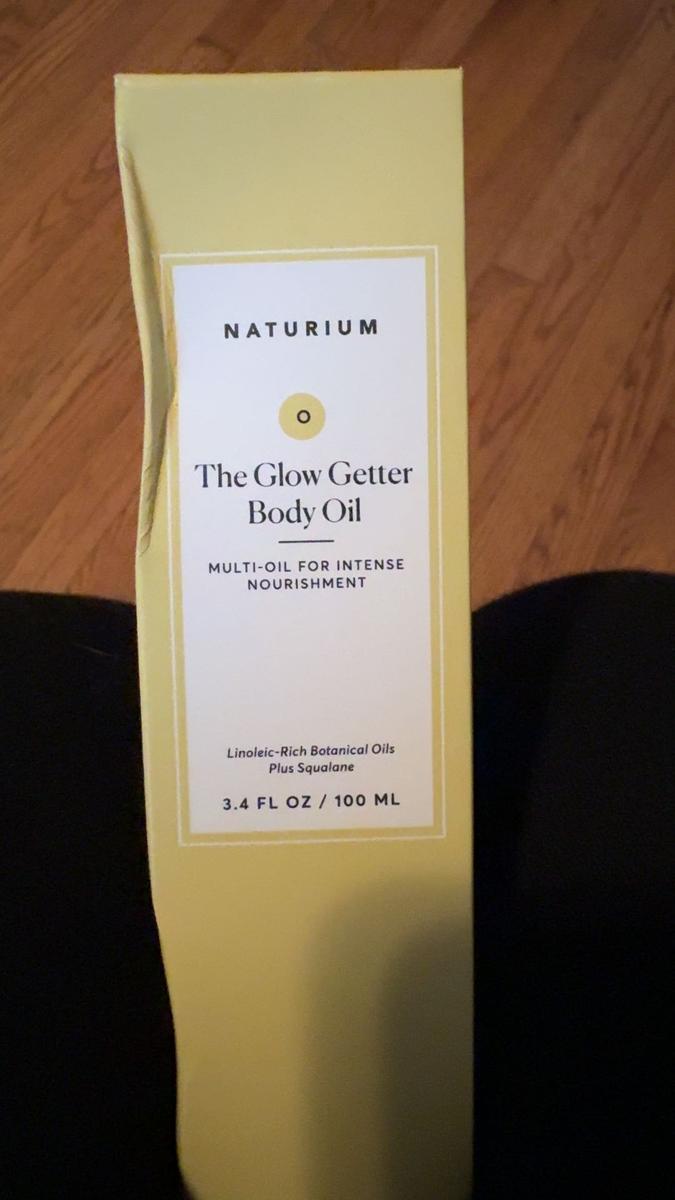 NATURIUM
O
The Glow Getter
Body Oil
MULTI-OIL FOR INTENSE
NOURISHMENT
Linoleic-Rich Botanical Oils
Plus Squalane
3.4 FL OZ / 100 ML